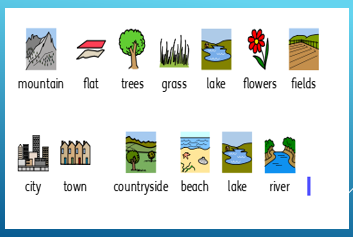 mountain flat trees grass lake flowers fields
city town countryside beach lake river